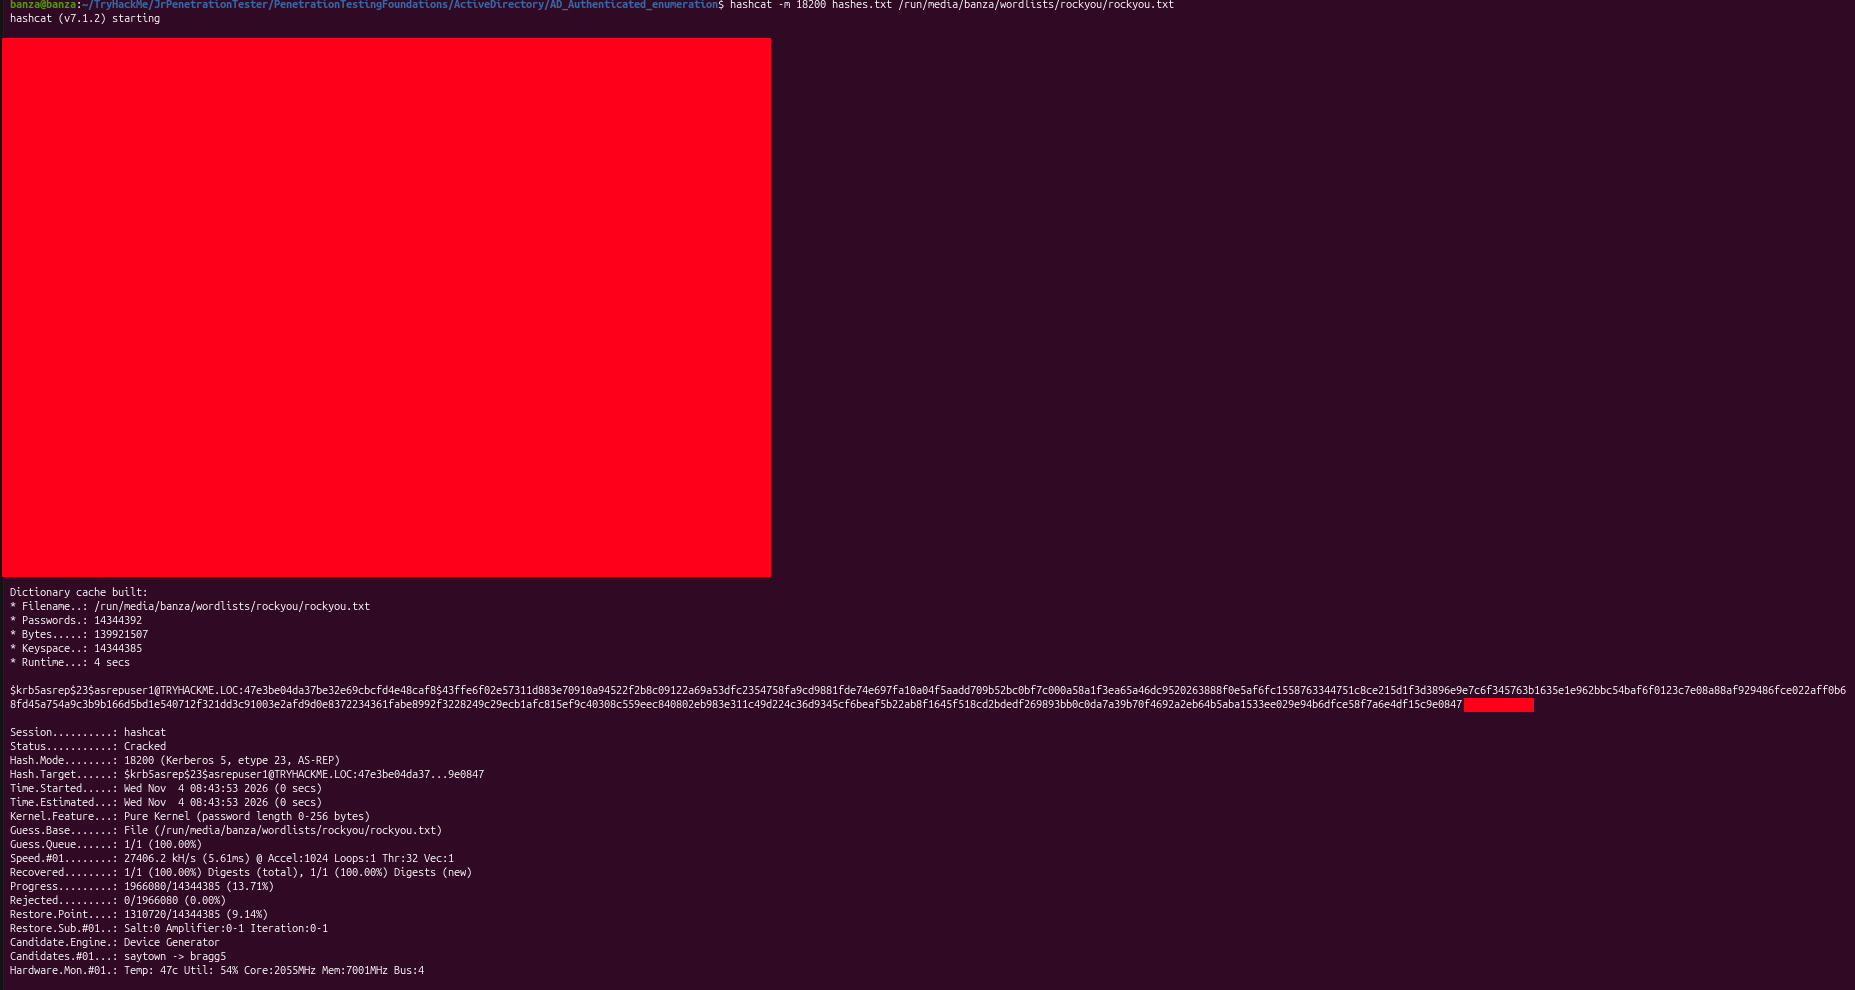 banza@banza:~/TryHackMe/JrPenetrationTester/PenetrationTestingFoundations/ActiveDirectory/AD_Authenticated_enumeration$ hashcat -m 18200 hashes.txt /run/media/banza/wordlists/rockyou/rockyou.txt
hashcat (v7.1.2) starting
Dictionary cache built:
* Filename..: /run/media/banza/wordlists/rockyou/rockyou.txt
* Passwords.: 14344392
* Bytes.....: 139921507
* Keyspace..: 14344385
* Runtime...: 4 secs
$krb5asrep$23$asrepuser1@TRYHACKME.LOC:47e3be04da37be32e69cbcfd4e48caf8$43ffe6f02e57311d883e70910a94522f2b8c09122a69a53dfc2354758fa9cd9881fde74e697fa10a04f5aadd709b52bc0bf7c000a58a1f3ea65a46dc9520263888f0e5af6fc1558763344751c8ce215d1f3d3896e9e7c6f345763b1635e1e962bbc54baf6f0123c7e08a88af929486fce022aff0b6
8fd45a754a9c3b9b166d5bd1e540712f321dd3c91003e2afd9d0e8372234361fabe8992f3228249c29ecb1afc815ef9c40308c559eec840802eb983e311c49d224c36d9345cf6beaf5b22ab8f1645f518cd2bdedf269893bb0c0da7a39b70f4692a2eb64b5aba1533ee029e94b6dfce58f7a6e4df15c9e0847
Session..........: hashcat
Status...........: Cracked
Hash.Mode........: 18200 (Kerberos 5, etype 23, AS-REP)
Hash.Target......: $krb5asrep$23$asrepuser1@TRYHACKME.LOC:47e3be04da37...9e0847
Time.Started.....: Wed Nov  4 08:43:53 2026 (0 secs)
Time.Estimated...: Wed Nov  4 08:43:53 2026 (0 secs)
Kernel.Feature...: Pure Kernel (password length 0-256 bytes)
Guess.Base.......: File (/run/media/banza/wordlists/rockyou/rockyou.txt)
Guess.Queue......: 1/1 (100.00%)
Speed.#01........: 27406.2 kH/s (5.61ms) @ Accel:1024 Loops:1 Thr:32 Vec:1
Recovered........: 1/1 (100.00%) Digests (total), 1/1 (100.00%) Digests (new)
Progress.........: 1966080/14344385 (13.71%)
Rejected.........: 0/1966080 (0.00%)
Restore.Point....: 1310720/14344385 (9.14%)
Restore.Sub.#01..: Salt:0 Amplifier:0-1 Iteration:0-1
Candidate.Engine.: Device Generator
Candidates.#01...: saytown -> bragg5
Hardware.Mon.#01.: Temp: 47c Util: 54% Core:2055MHz Mem:7001MHz Bus:4